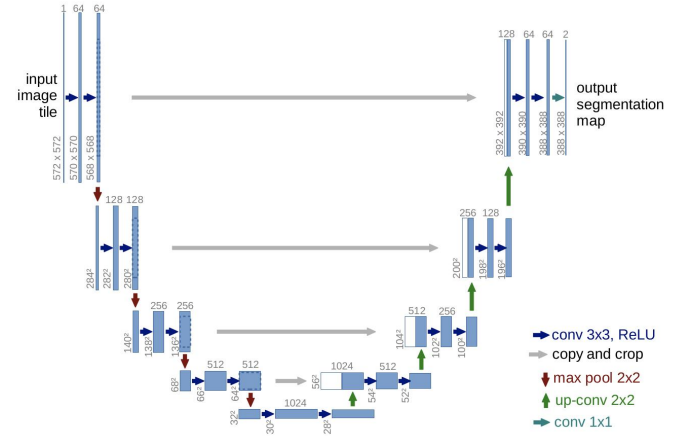 1 64 64
128 64 64 2
input
image
tile
output
segmentation
map
572 x 572
570 x 570
568 x 568
392 x 392
390 x 390
388 x 388
388 x 388
128 128
256 128
284²
282²
280²
200²
198²
196²
256 256
512 256
140²
138²
136²
104²
102²
100²
512 512
1024 512
68²
66²
64²
56²
54²
52²
1024
32²
30²
28²
conv 3x3, ReLU
copy and crop
max pool 2x2
up-conv 2x2
conv 1x1